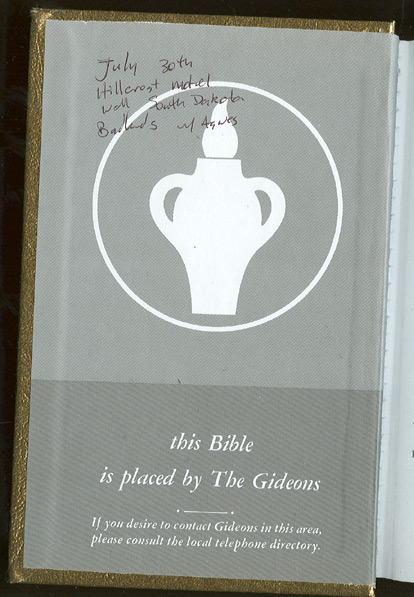 July 30th
Hillcrest Motel
Wall South Dakota
Badlands w/ Agnes
this Bible
is placed by The Gideons
If you desire to contact Gideons in this area,
please consult the local telephone directory.